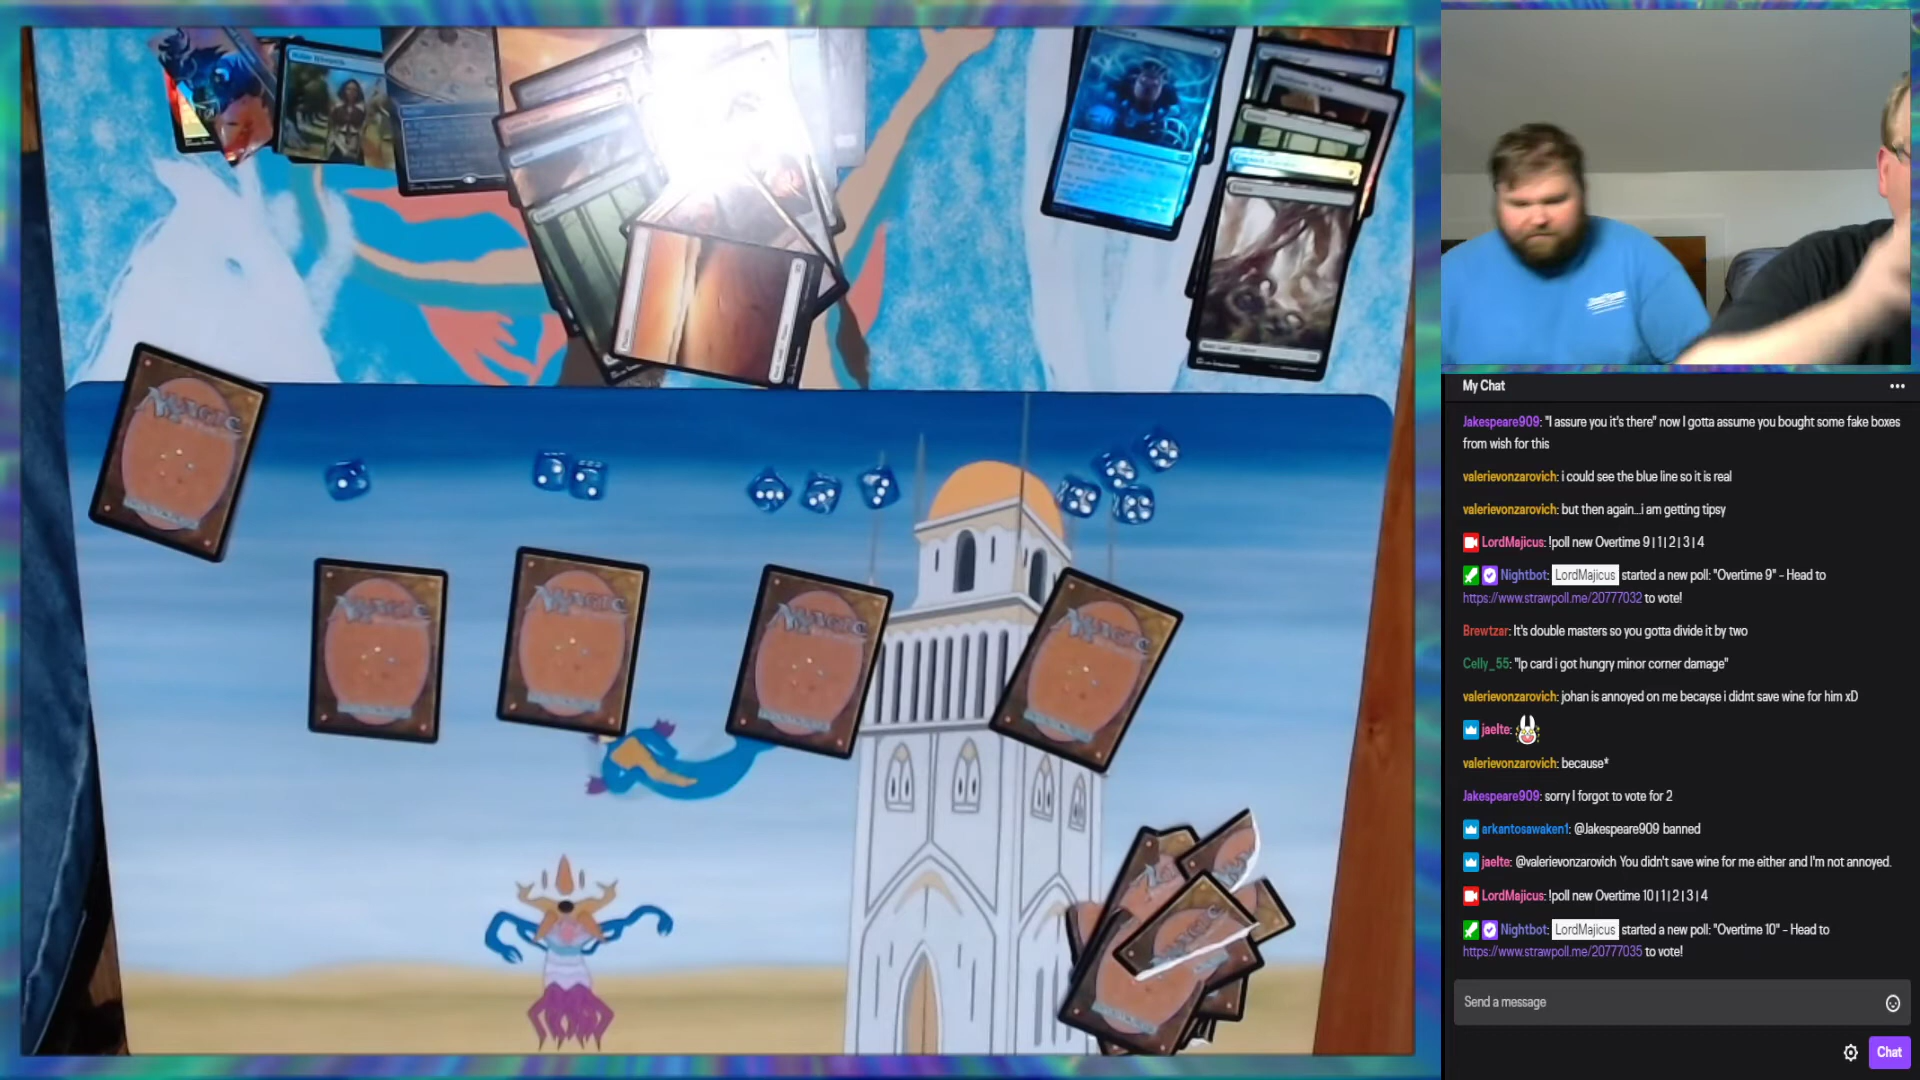 MAGIC
MAGIC
MAGIC
MAGIC
MAGIC
My Chat
Jakespeare909: "I assure you it's there" now I gotta assume you bought some fake boxes
from wish for this
valerievonzarovich: i could see the blue line so it is real
valerievonzarovich: but then again...i am getting tipsy
LordMajicus: !poll new Overtime 9 | 1 | 2 | 3 | 4
Nightbot: LordMajicus started a new poll: "Overtime 9" - Head to
https://www.strawpoll.me/20777032 to vote!
Brewtzar: It's double masters so you gotta divide it by two
Celly_55: "lp card i got hungry minor corner damage"
valerievonzarovich: johan is annoyed on me becayse i didnt save wine for him xD
jaelte:
valerievonzarovich: because*
Jakespeare909: sorry I forgot to vote for 2
arkantosawaken1: @Jakespeare909 banned
jaelte: @valerievonzarovich You didn't save wine for me either and I'm not annoyed.
LordMajicus: !poll new Overtime 10 | 1 | 2 | 3 | 4
Nightbot: LordMajicus started a new poll: "Overtime 10" - Head to
https://www.strawpoll.me/20777035 to vote!
Send a message
Chat